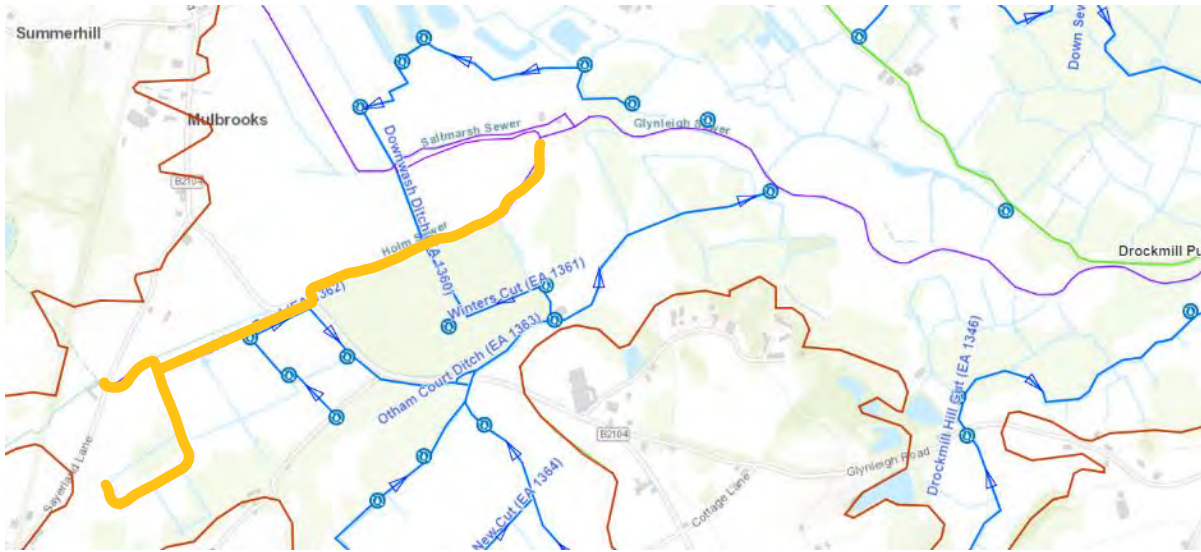 Summerhill
Down Sew
Mulbrooks
Saltmarsh Sewer
Glynleigh Sewer
B2104
Downwash Ditch (EA 1360)
Holm Sewer
Drockmill Pu
(EA 1362)
Winters Cut (EA 1361)
Otham Court Ditch (EA 1363)
Drockmill Hill Gut (EA 1346)
B2104
Sayerland Lane
Glynleigh Road
Cottage Lane
New Cut (EA 1364)